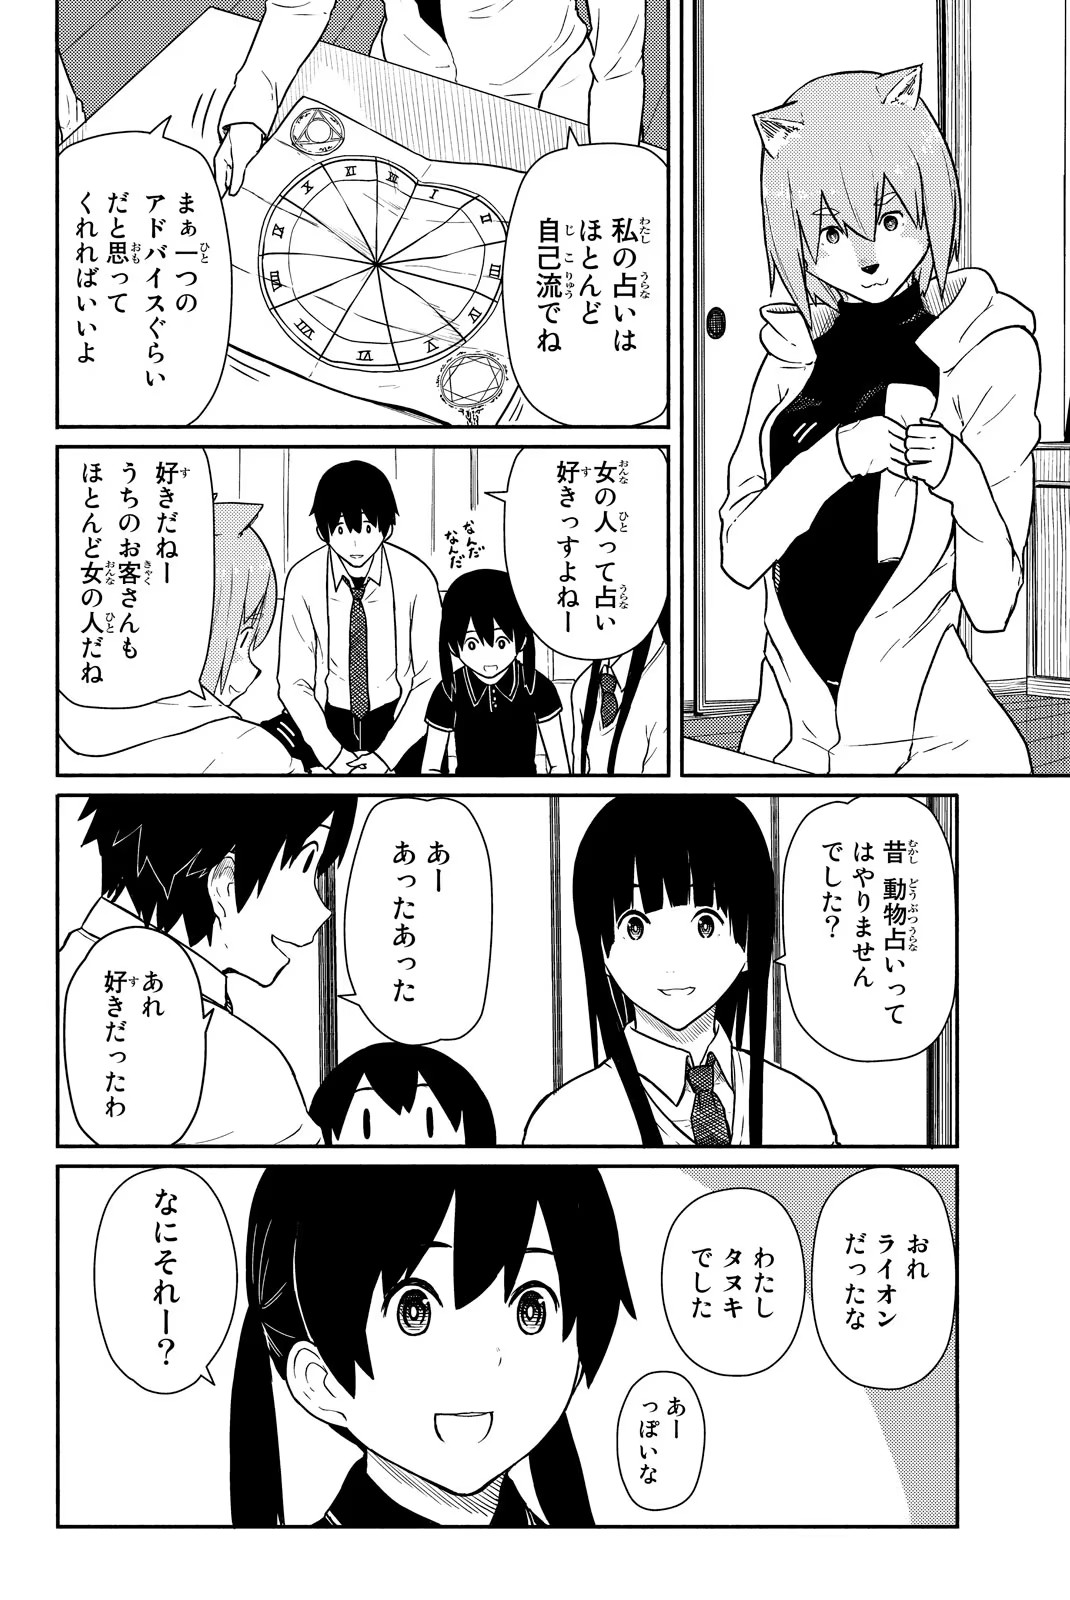 私の占いは
ほとんど
自己流でね
まぁ一つの
アドバイスぐらい
だと思って
くれればいいよ
女の人って占い
好きっすよねー
なんだ
なんだ
好きだねー
うちのお客さんも
ほとんど女の人だね
昔 動物占いって
はやりません
でした?
あー
あったあった
あれ
好きだったわ
おれ
ライオン
だったな
わたし
タヌキ
でした
あー
っぽいな
なにそれー?